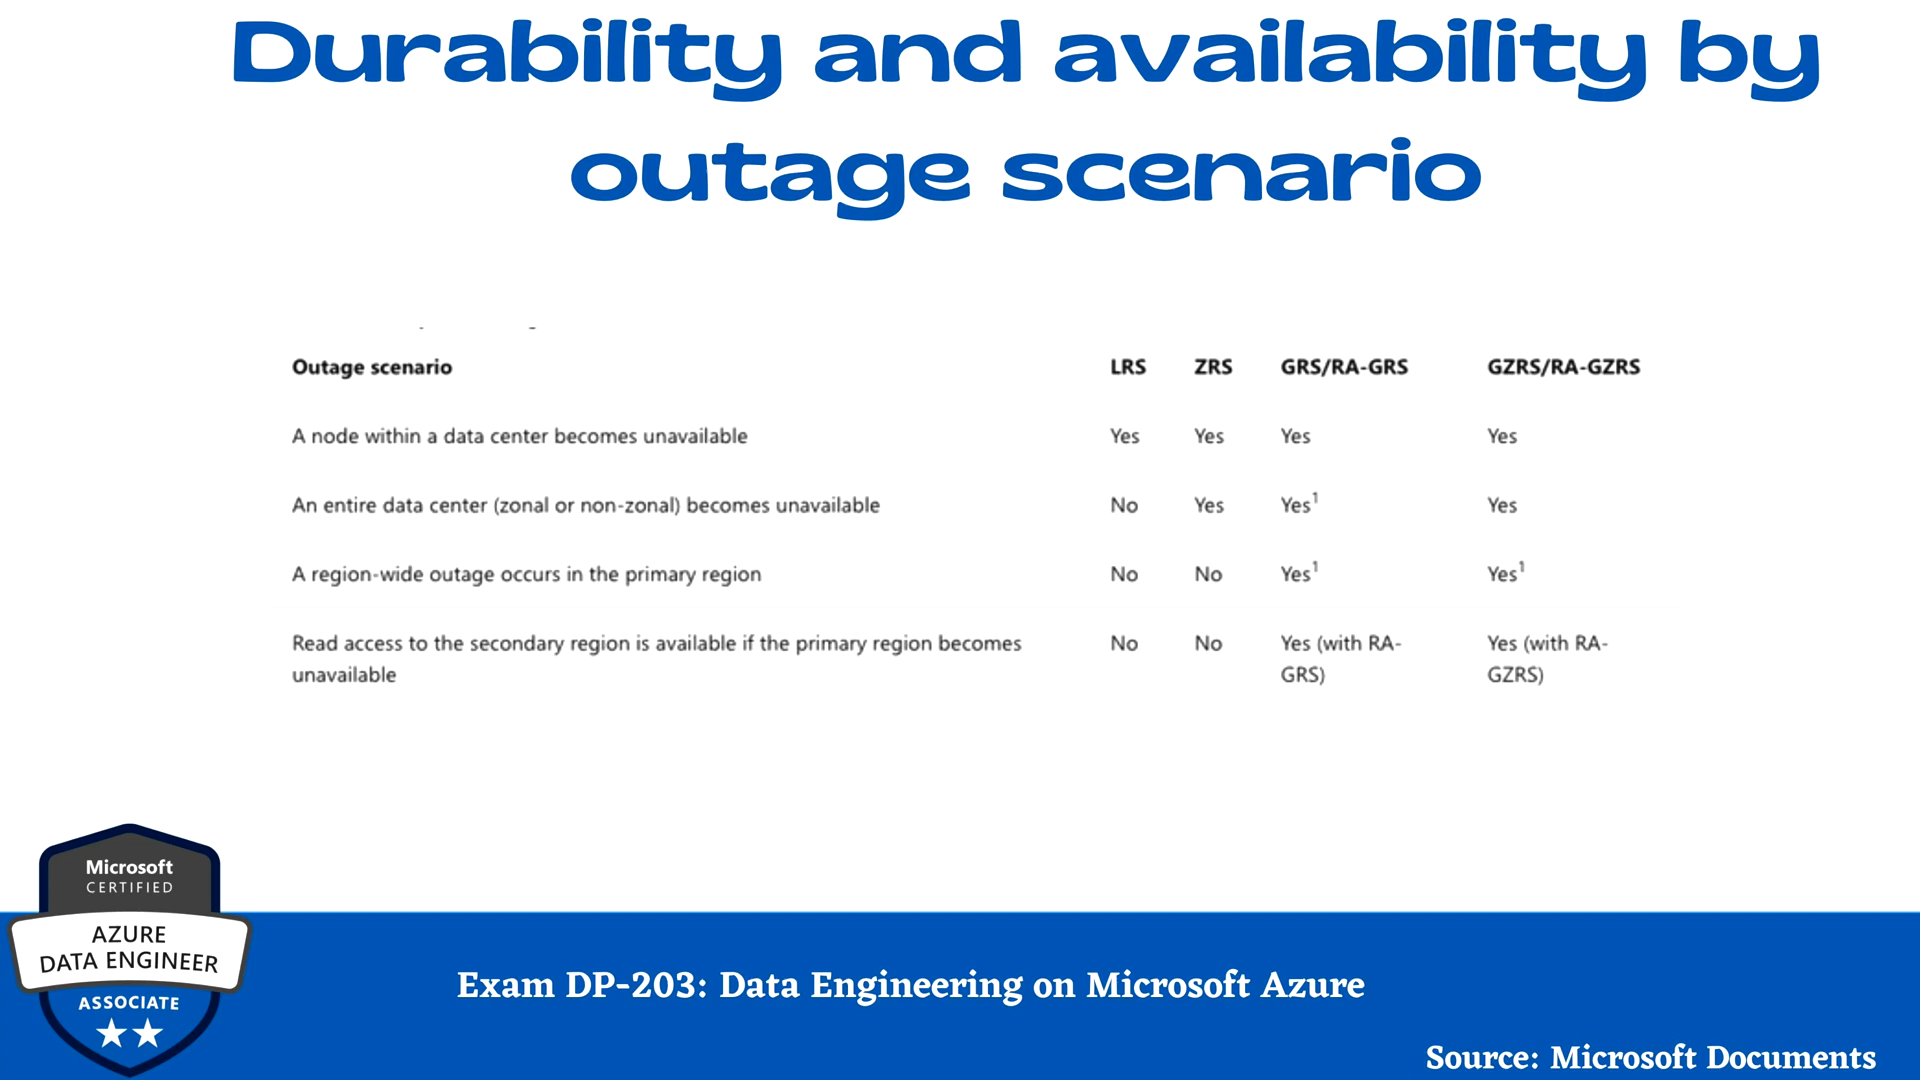 Durability and availability by
outage scenario
Outage scenario LRS ZRS GRS/RA-GRS GZRS/RA-GZRS
A node within a data center becomes unavailable Yes Yes Yes Yes
An entire data center (zonal or non-zonal) becomes unavailable No Yes Yes¹ Yes
A region-wide outage occurs in the primary region No No Yes¹ Yes¹
Read access to the secondary region is available if the primary region becomes No No Yes (with RA- Yes (with RA-
unavailable GRS) GZRS)
Microsoft
CERTIFIED
AZURE
DATA ENGINEER
ASSOCIATE
Exam DP-203: Data Engineering on Microsoft Azure
Source: Microsoft Documents